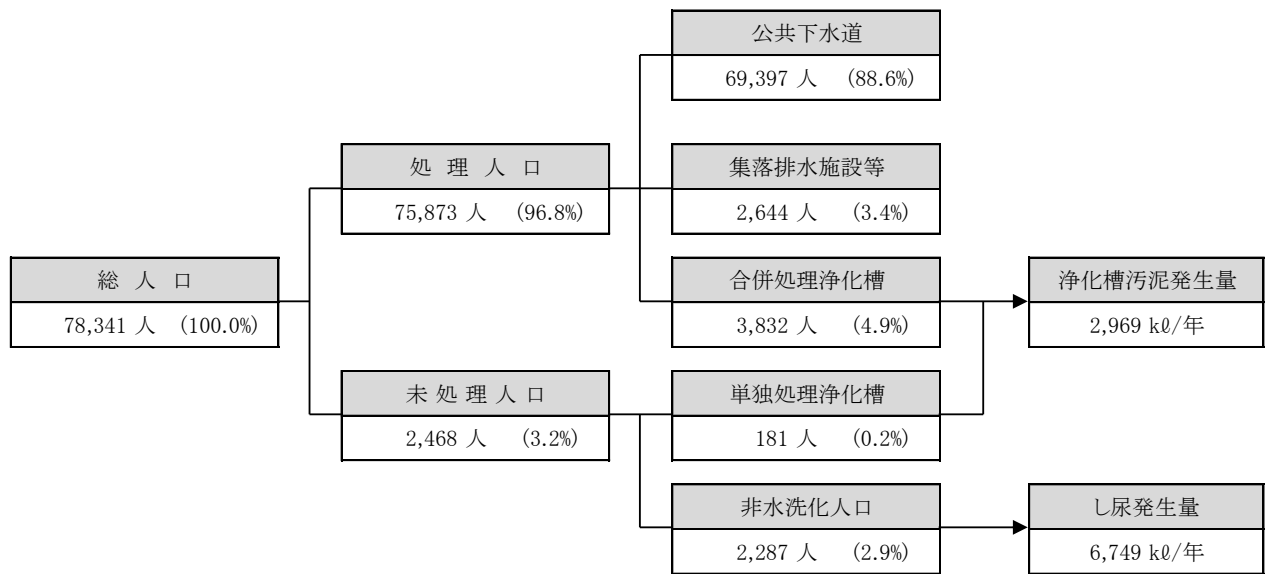 公共下水道
69,397 人 (88.6%)
処 理 人 口
75,873 人 (96.8%)
集落排水施設等
2,644 人 (3.4%)
総 人 口
78,341 人 (100.0%)
合併処理浄化槽
3,832 人 (4.9%)
浄化槽汚泥発生量
2,969 kℓ/年
未 処 理 人 口
2,468 人 (3.2%)
単独処理浄化槽
181 人 (0.2%)
非水洗化人口
2,287 人 (2.9%)
し尿発生量
6,749 kℓ/年